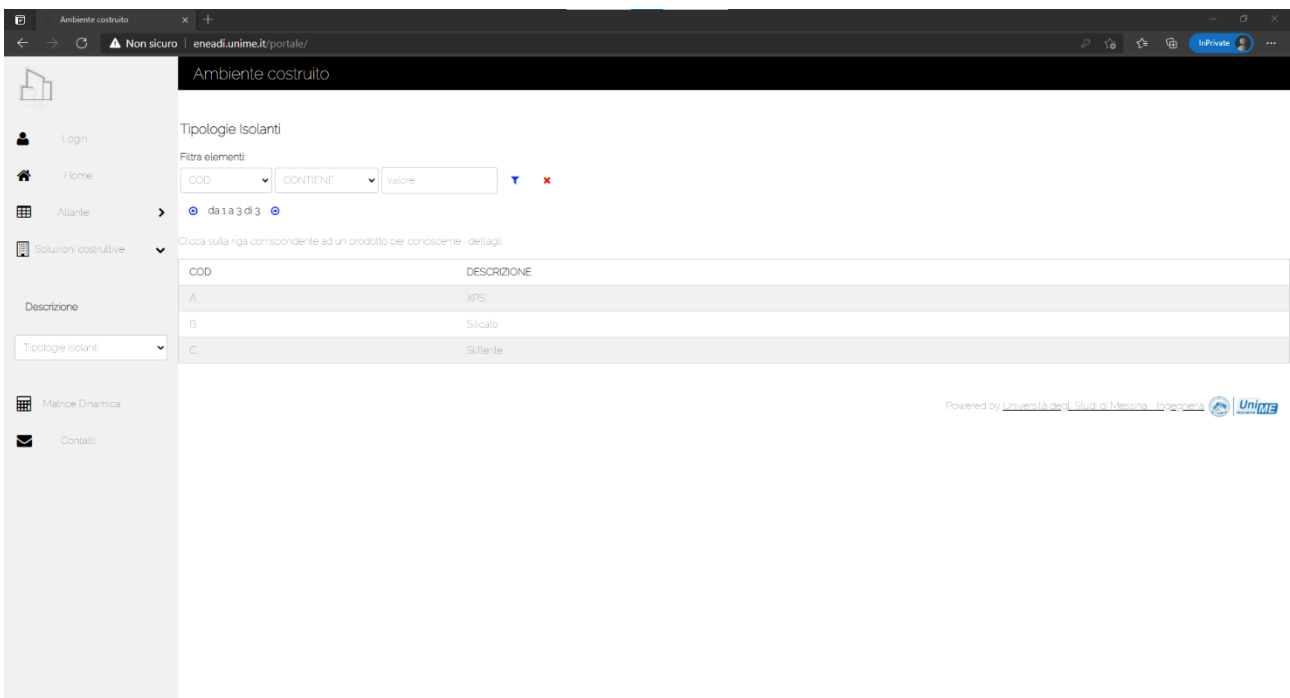 Ambiente costruito
Non sicuro eneadi.unime.it/portale/
InPrivate
Ambiente costruito
Login
Home
Atlante
Soluzioni costruttive
Descrizione
Tipologie Isolanti
Matrice Dinamica
Contatti
Tipologie Isolanti
Filtra elementi:
COD CONTIENE valore
da 1 a 3 di 3
Clicca sulla riga corrispondente ad un prodotto per conoscerne i dettagli.
COD DESCRIZIONE
A XPS
B Silicato
C Stiferite
Powered by Università degli Studi di Messina - Ingegneria UniME